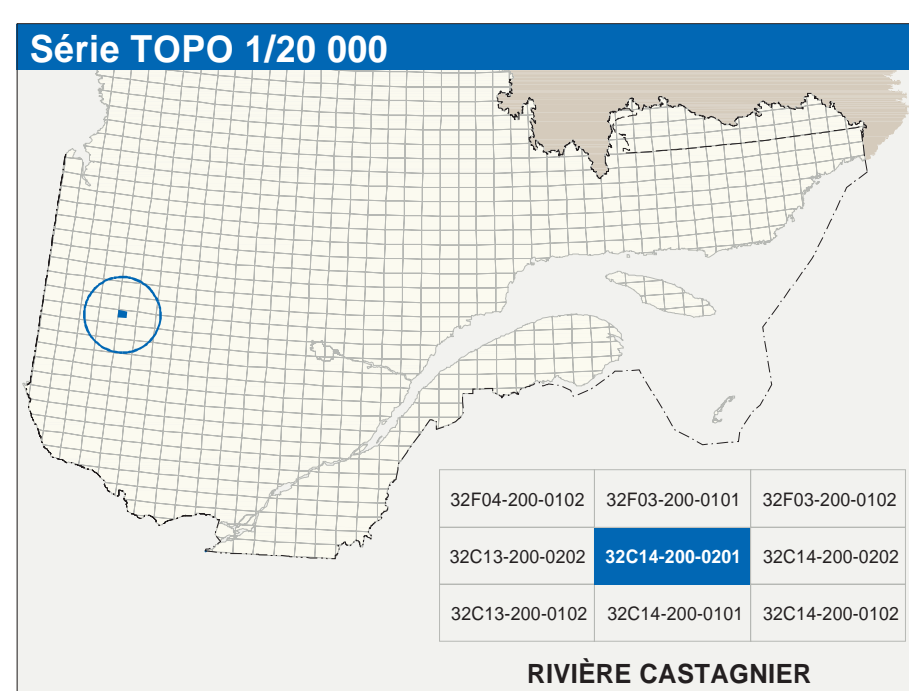 Série TOPO 1/20 000
32F04-200-0102 32F03-200-0101 32F03-200-0102
32C13-200-0202 32C14-200-0201 32C14-200-0202
32C13-200-0102 32C14-200-0101 32C14-200-0102
RIVIÈRE CASTAGNIER